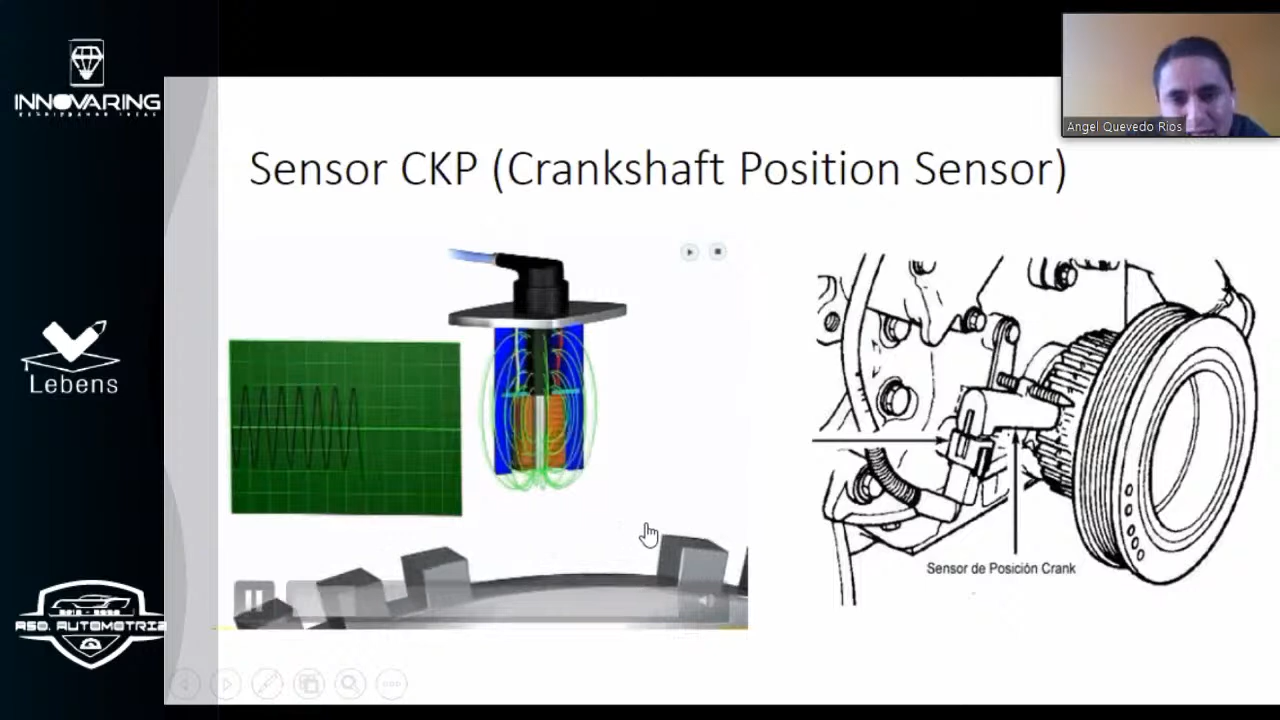 INNOVARING
Angel Quevedo Rios
Sensor CKP (Crankshaft Position Sensor)
Lebens
Sensor de Posición Crank
ASO. AUTOMOTRIZ